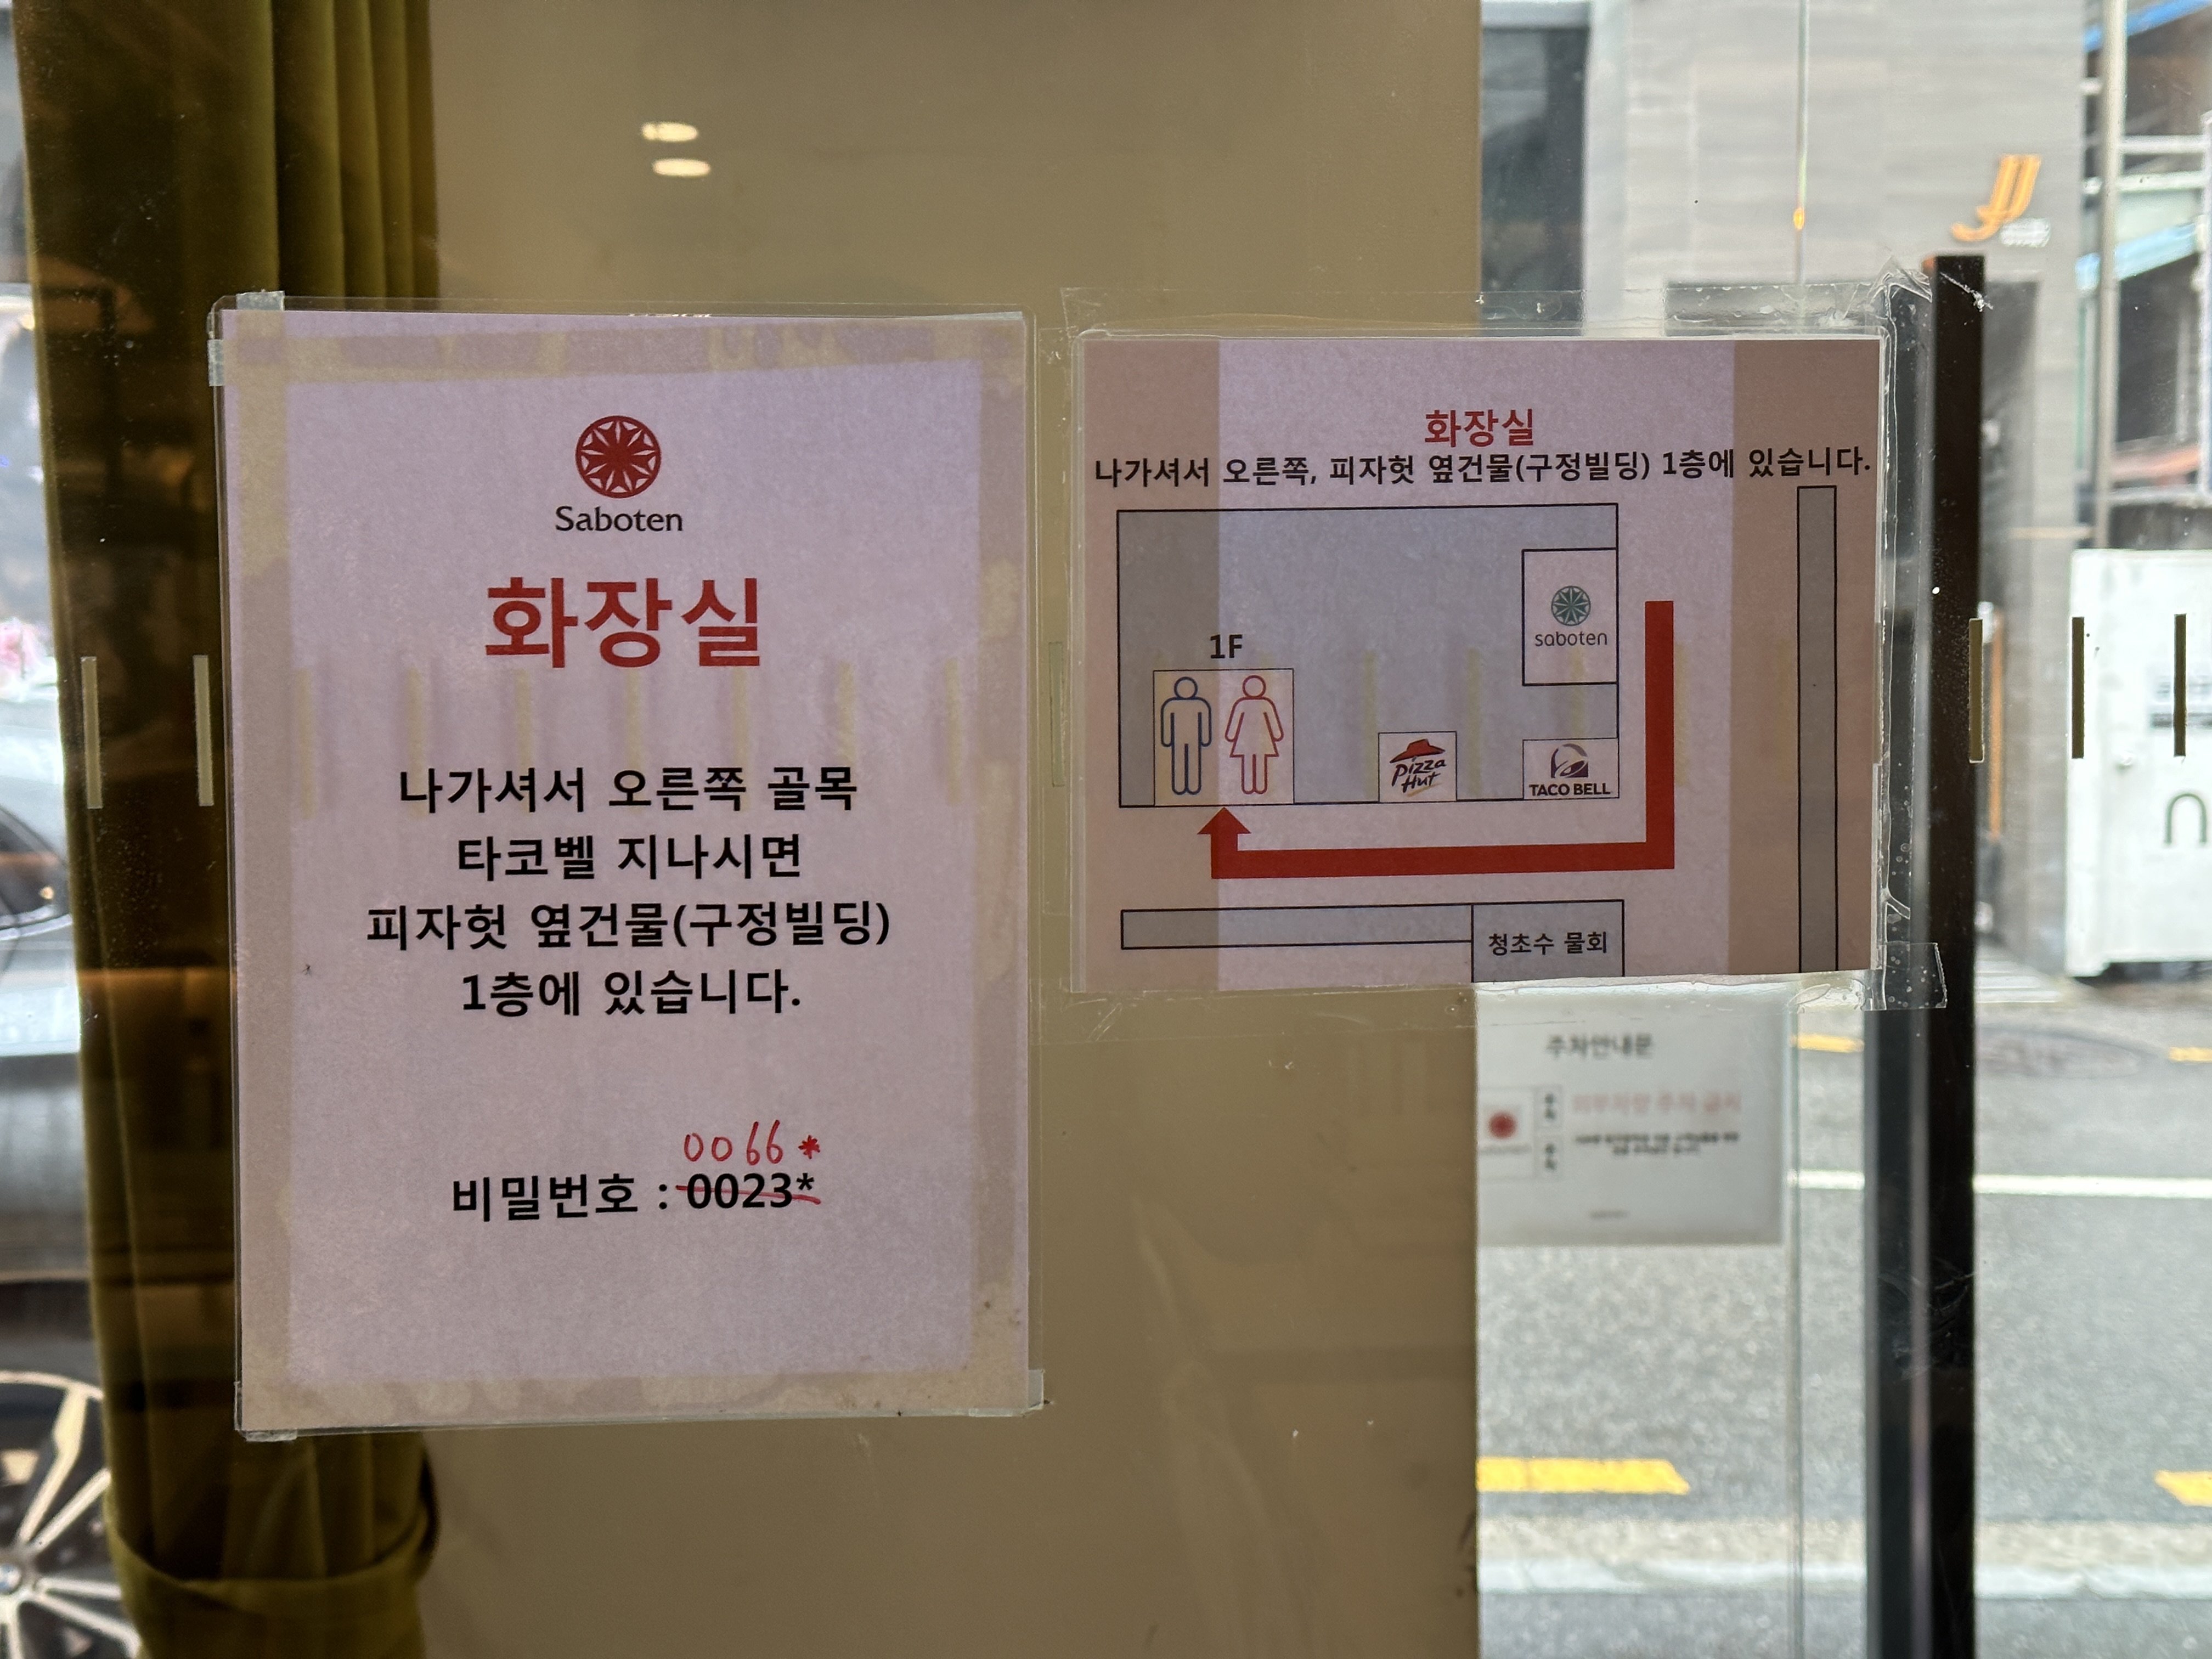 Saboten
화장실
나가셔서 오른쪽 골목
타코벨 지나시면
피자헛 옆건물(구정빌딩)
1층에 있습니다.
0066*
비밀번호 : 0023*
화장실
나가셔서 오른쪽, 피자헛 옆건물(구정빌딩) 1층에 있습니다.
saboten
1F
Pizza
Hut
TACO BELL
청초수 물회
주차안내문